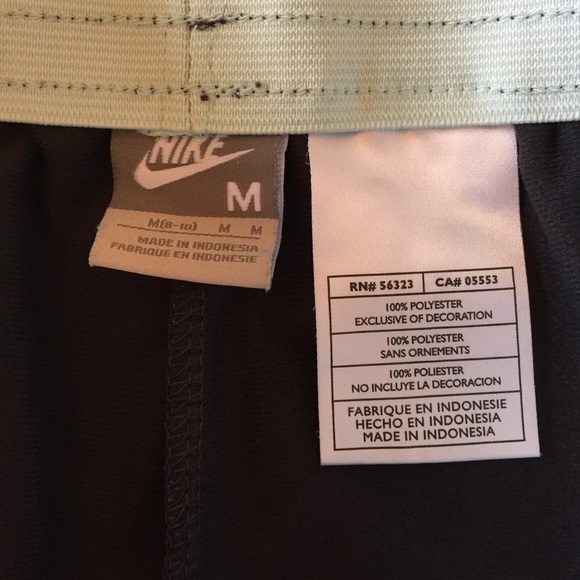 NIKE
M
M(8-10) M M
MADE IN INDONESIA
FABRIQUE EN INDONESIE
RN# 56323 CA# 05553
100% POLYESTER
EXCLUSIVE OF DECORATION
100% POLYESTER
SANS ORNEMENTS
100% POLIESTER
NO INCLUYE LA DECORACION
FABRIQUE EN INDONESIE
HECHO EN INDONESIA
MADE IN INDONESIA